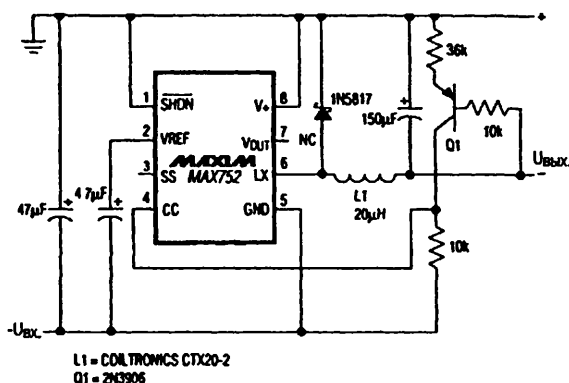 +
36k
1N5817
150µF
+
Q1
10k
Uвых.
-
1 SHDN V+ 8
2 VREF VOUT 7 NC
MAXIM
3 SS MAX752 LX 6
4 CC GND 5
L1
20µH
47µF +
4 7µF +
10k
-Uвх.
L1 = COILTRONICS CTX20-2
Q1 = 2N3906